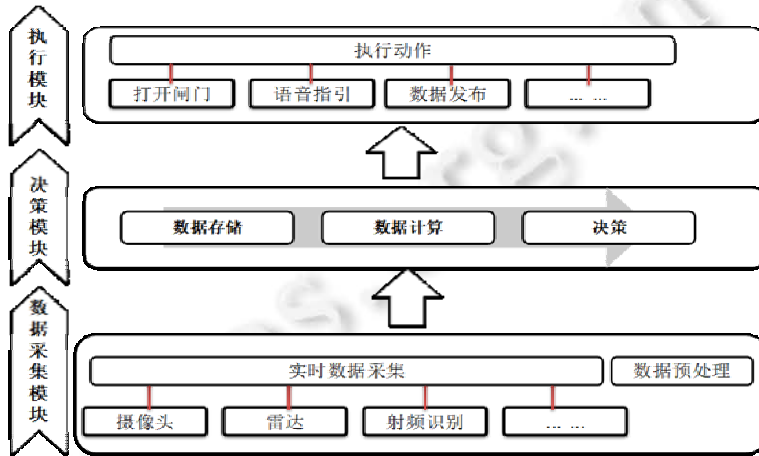 执行模块
执行动作
打开闸门
语音指引
数据发布
... ...
决策模块
数据存储
数据计算
决策
数据采集模块
实时数据采集
数据预处理
摄像头
雷达
射频识别
... ...